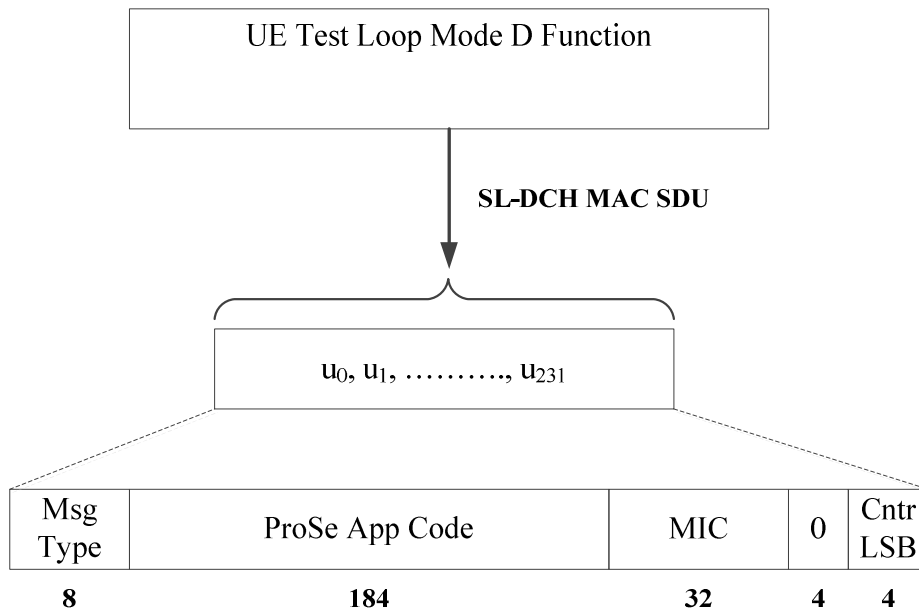 UE Test Loop Mode D Function
SL-DCH MAC SDU
u₀, u₁, ………., u₂₃₁
Msg Type
ProSe App Code
MIC
0
Cntr LSB
8
184
32
4
4